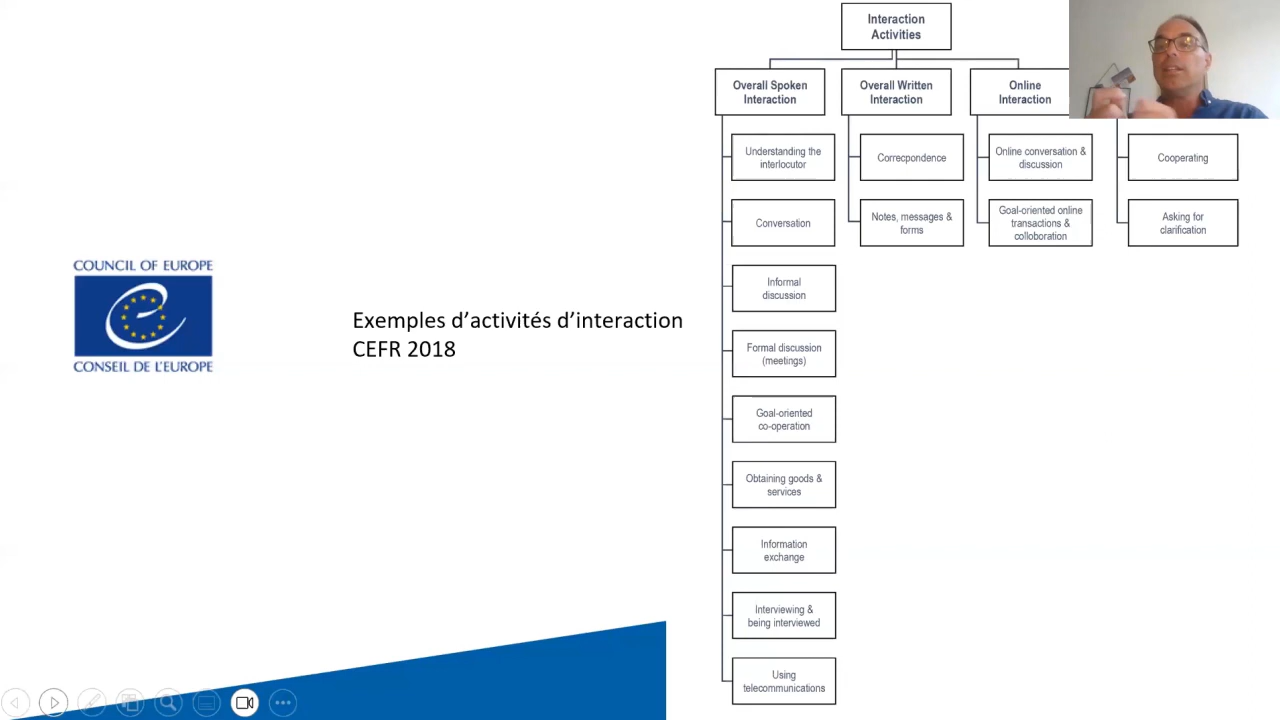 COUNCIL OF EUROPE
CONSEIL DE L'EUROPE
Exemples d’activités d’interaction
CEFR 2018
Interaction
Activities
Overall Spoken
Interaction
Understanding the
interlocutor
Conversation
Informal
discussion
Formal discussion
(meetings)
Goal-oriented
co-operation
Obtaining goods &
services
Information
exchange
Interviewing &
being interviewed
Using
telecommunications
Overall Written
Interaction
Correcpondence
Notes, messages &
forms
Online
Interaction
Online conversation &
discussion
Goal-oriented online
transactions &
colloboration
Cooperating
Asking for
clarification